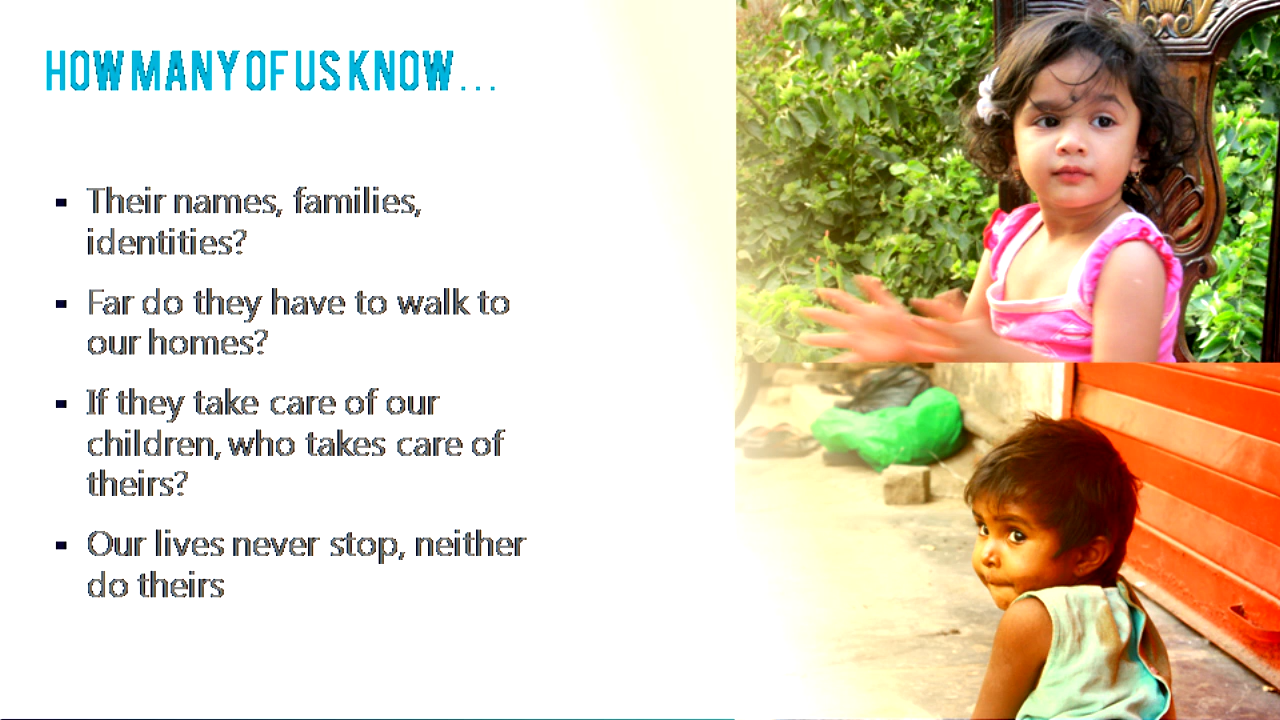 HOW MANY OF US KNOW...
▪ Their names, families,
identities?
▪ Far do they have to walk to
our homes?
▪ If they take care of our
children, who takes care of
theirs?
▪ Our lives never stop, neither
do theirs